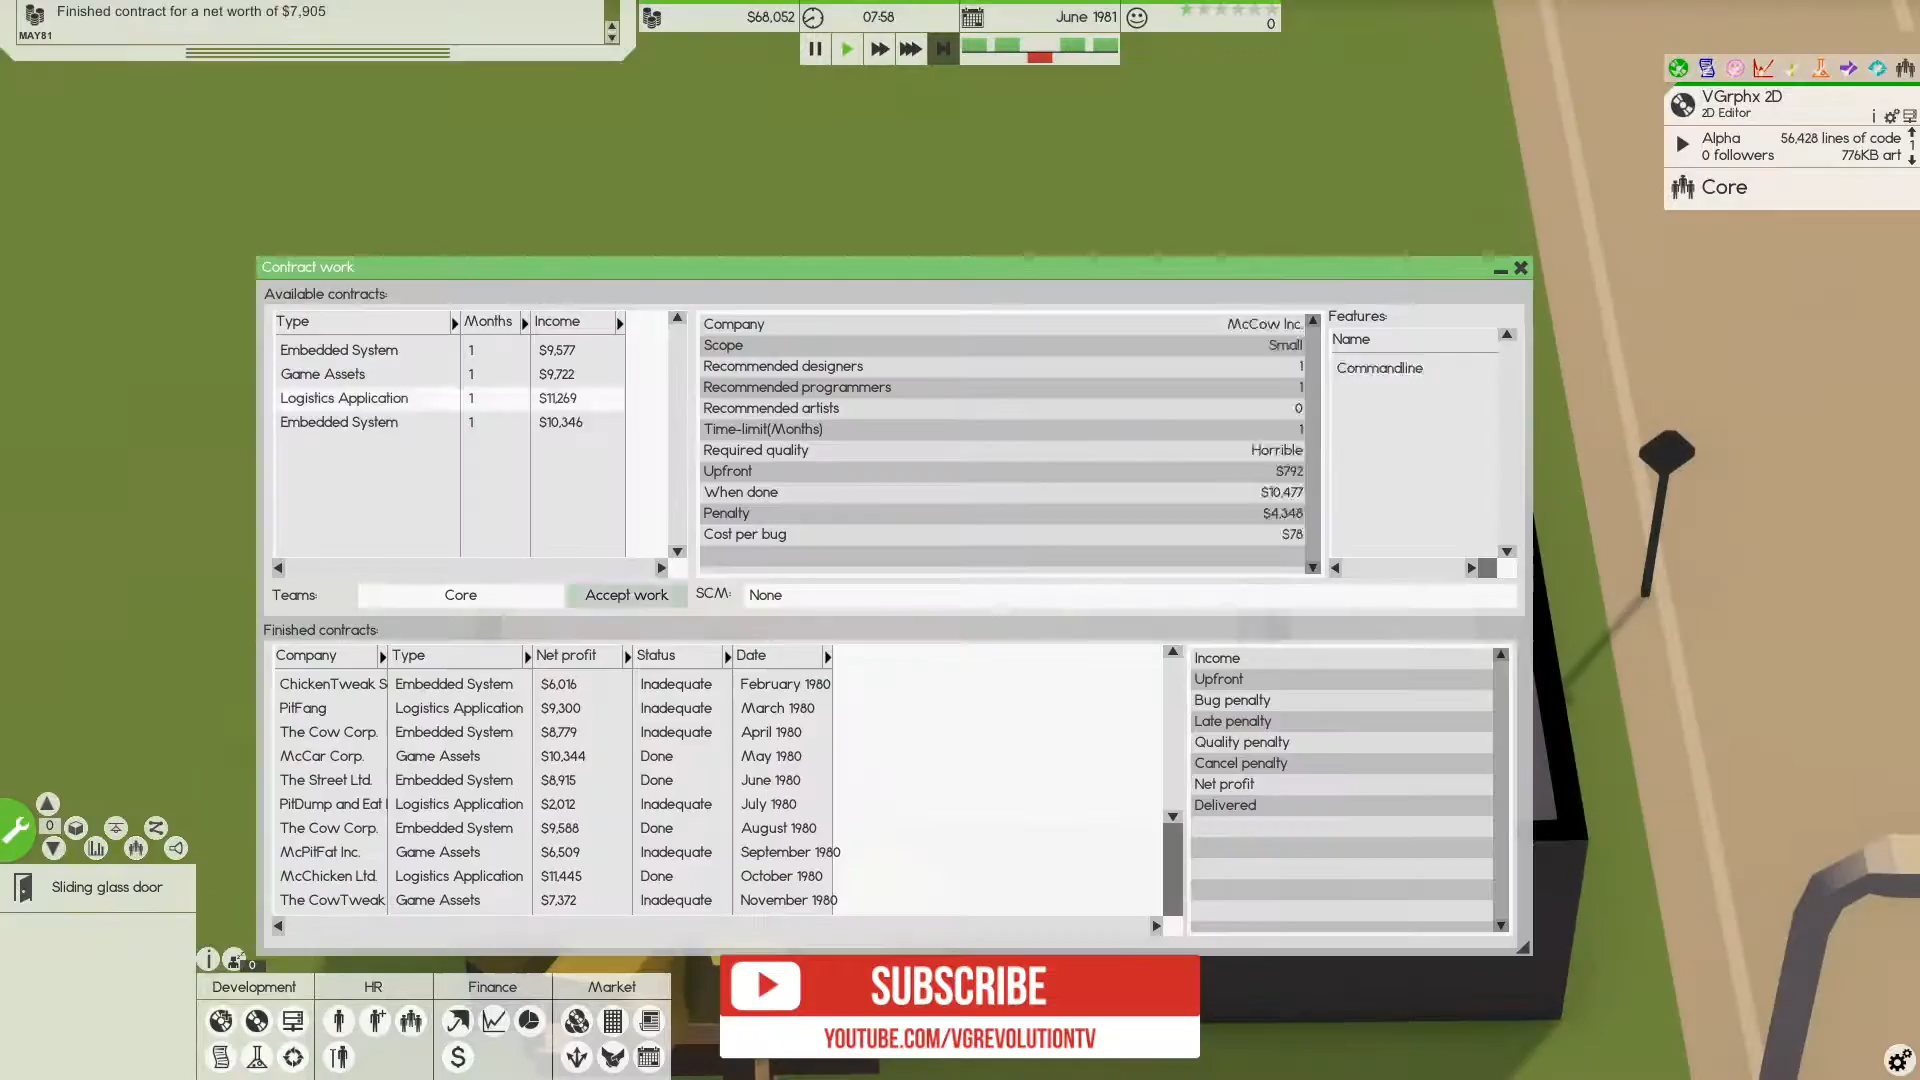 Finished contract for a net worth of $7,905
MAY81
$68,052
07:58
June 1981
0
VGrphx 2D
2D Editor
Alpha 56,428 lines of code
0 followers 776KB art
1
Core
Contract work
Available contracts:
Type Months Income
Embedded System 1 $9,577
Game Assets 1 $9,722
Logistics Application 1 $11,269
Embedded System 1 $10,346
Company McCow Inc.
Scope Small
Recommended designers 1
Recommended programmers 1
Recommended artists 0
Time-limit(Months) 1
Required quality Horrible
Upfront $792
When done $10,477
Penalty $4,348
Cost per bug $78
Features:
Name
Commandline
Teams: Core Accept work SCM: None
Finished contracts:
Company Type Net profit Status Date
ChickenTweak S Embedded System $6,016 Inadequate February 1980
PitFang Logistics Application $9,300 Inadequate March 1980
The Cow Corp. Embedded System $8,779 Inadequate April 1980
McCar Corp. Game Assets $10,344 Done May 1980
The Street Ltd. Embedded System $8,915 Done June 1980
PitDump and Eat Logistics Application $2,012 Inadequate July 1980
The Cow Corp. Embedded System $9,588 Done August 1980
McPitFat Inc. Game Assets $6,509 Inadequate September 1980
McChicken Ltd. Logistics Application $11,445 Done October 1980
The CowTweak Game Assets $7,372 Inadequate November 1980
Income
Upfront
Bug penalty
Late penalty
Quality penalty
Cancel penalty
Net profit
Delivered
0
Sliding glass door
0
Development HR Finance Market
SUBSCRIBE
YOUTUBE.COM/VGREVOLUTIONTV